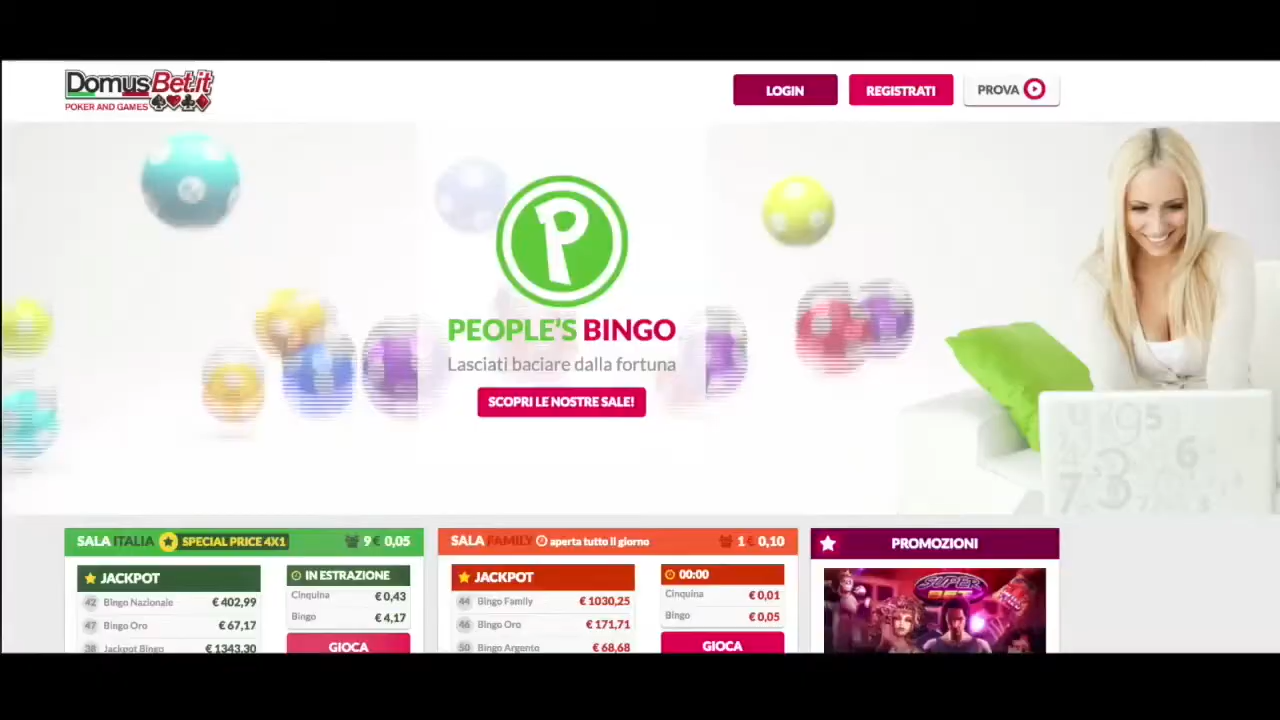 DomusBet.it
POKER AND GAMES
LOGIN
REGISTRATI
PROVA
P
PEOPLE'S BINGO
Lasciati baciare dalla fortuna
SCOPRI LE NOSTRE SALE!
SALA ITALIA SPECIAL PRICE 4X1 9 € 0,05
JACKPOT
42 Bingo Nazionale € 402,99
47 Bingo Oro € 67,17
38 Jackpot Bingo € 1343,30
IN ESTRAZIONE
Cinquina € 0,43
Bingo € 4,17
GIOCA
SALA FAMILY aperta tutto il giorno 1 € 0,10
JACKPOT
44 Bingo Family € 1030,25
46 Bingo Oro € 171,71
50 Bingo Argento € 68,68
00:00
Cinquina € 0,01
Bingo € 0,05
GIOCA
PROMOZIONI
SUPER
BET